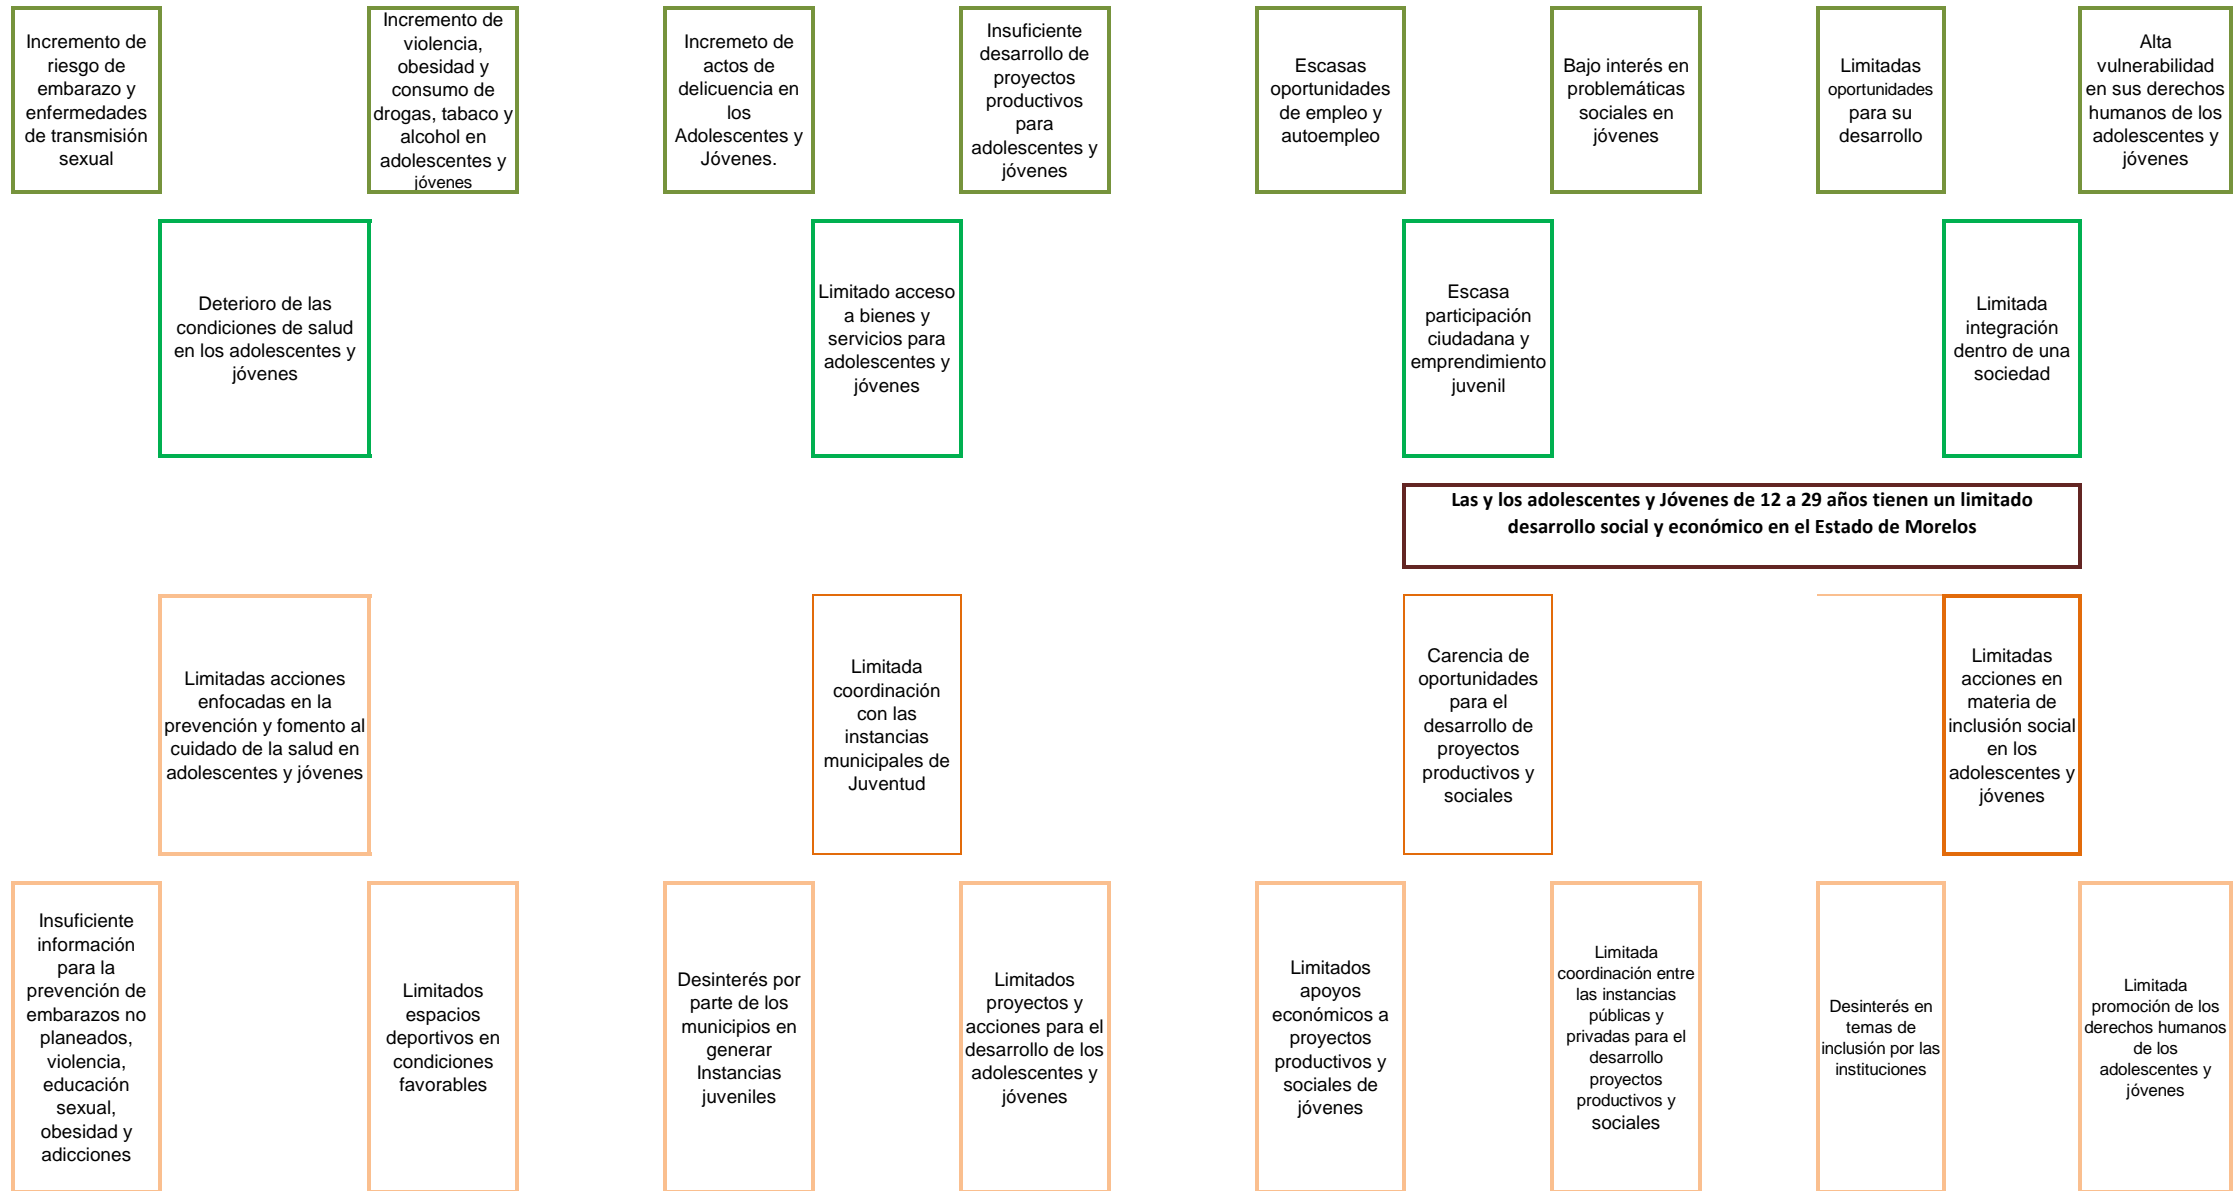 Incremento de
riesgo de
embarazo y
enfermedades
de transmisión
sexual
Incremento de
violencia,
obesidad y
consumo de
drogas, tabaco y
alcohol en
adolescentes y
jóvenes
Incremeto de
actos de
delicuencia en
los
Adolescentes y
Jóvenes.
Insuficiente
desarrollo de
proyectos
productivos
para
adolescentes y
jóvenes
Escasas
oportunidades
de empleo y
autoempleo
Bajo interés en
problemáticas
sociales en
jóvenes
Limitadas
oportunidades
para su
desarrollo
Alta
vulnerabilidad
en sus derechos
humanos de los
adolescentes y
jóvenes
Deterioro de las
condiciones de salud
en los adolescentes y
jóvenes
Limitado acceso
a bienes y
servicios para
adolescentes y
jóvenes
Escasa
participación
ciudadana y
emprendimiento
juvenil
Limitada
integración
dentro de una
sociedad
Las y los adolescentes y Jóvenes de 12 a 29 años tienen un limitado
desarrollo social y económico en el Estado de Morelos
Limitadas acciones
enfocadas en la
prevención y fomento al
cuidado de la salud en
adolescentes y jóvenes
Limitada
coordinación
con las
instancias
municipales de
Juventud
Carencia de
oportunidades
para el
desarrollo de
proyectos
productivos y
sociales
Limitadas
acciones en
materia de
inclusión social
en los
adolescentes y
jóvenes
Insuficiente
información
para la
prevención de
embarazos no
planeados,
violencia,
educación
sexual,
obesidad y
adicciones
Limitados
espacios
deportivos en
condiciones
favorables
Desinterés por
parte de los
municipios en
generar
Instancias
juveniles
Limitados
proyectos y
acciones para el
desarrollo de los
adolescentes y
jóvenes
Limitados
apoyos
económicos a
proyectos
productivos y
sociales de
jóvenes
Limitada
coordinación entre
las instancias
públicas y
privadas para el
desarrollo
proyectos
productivos y
sociales
Desinterés en
temas de
inclusión por las
instituciones
Limitada
promoción de los
derechos humanos
de los
adolescentes y
jóvenes